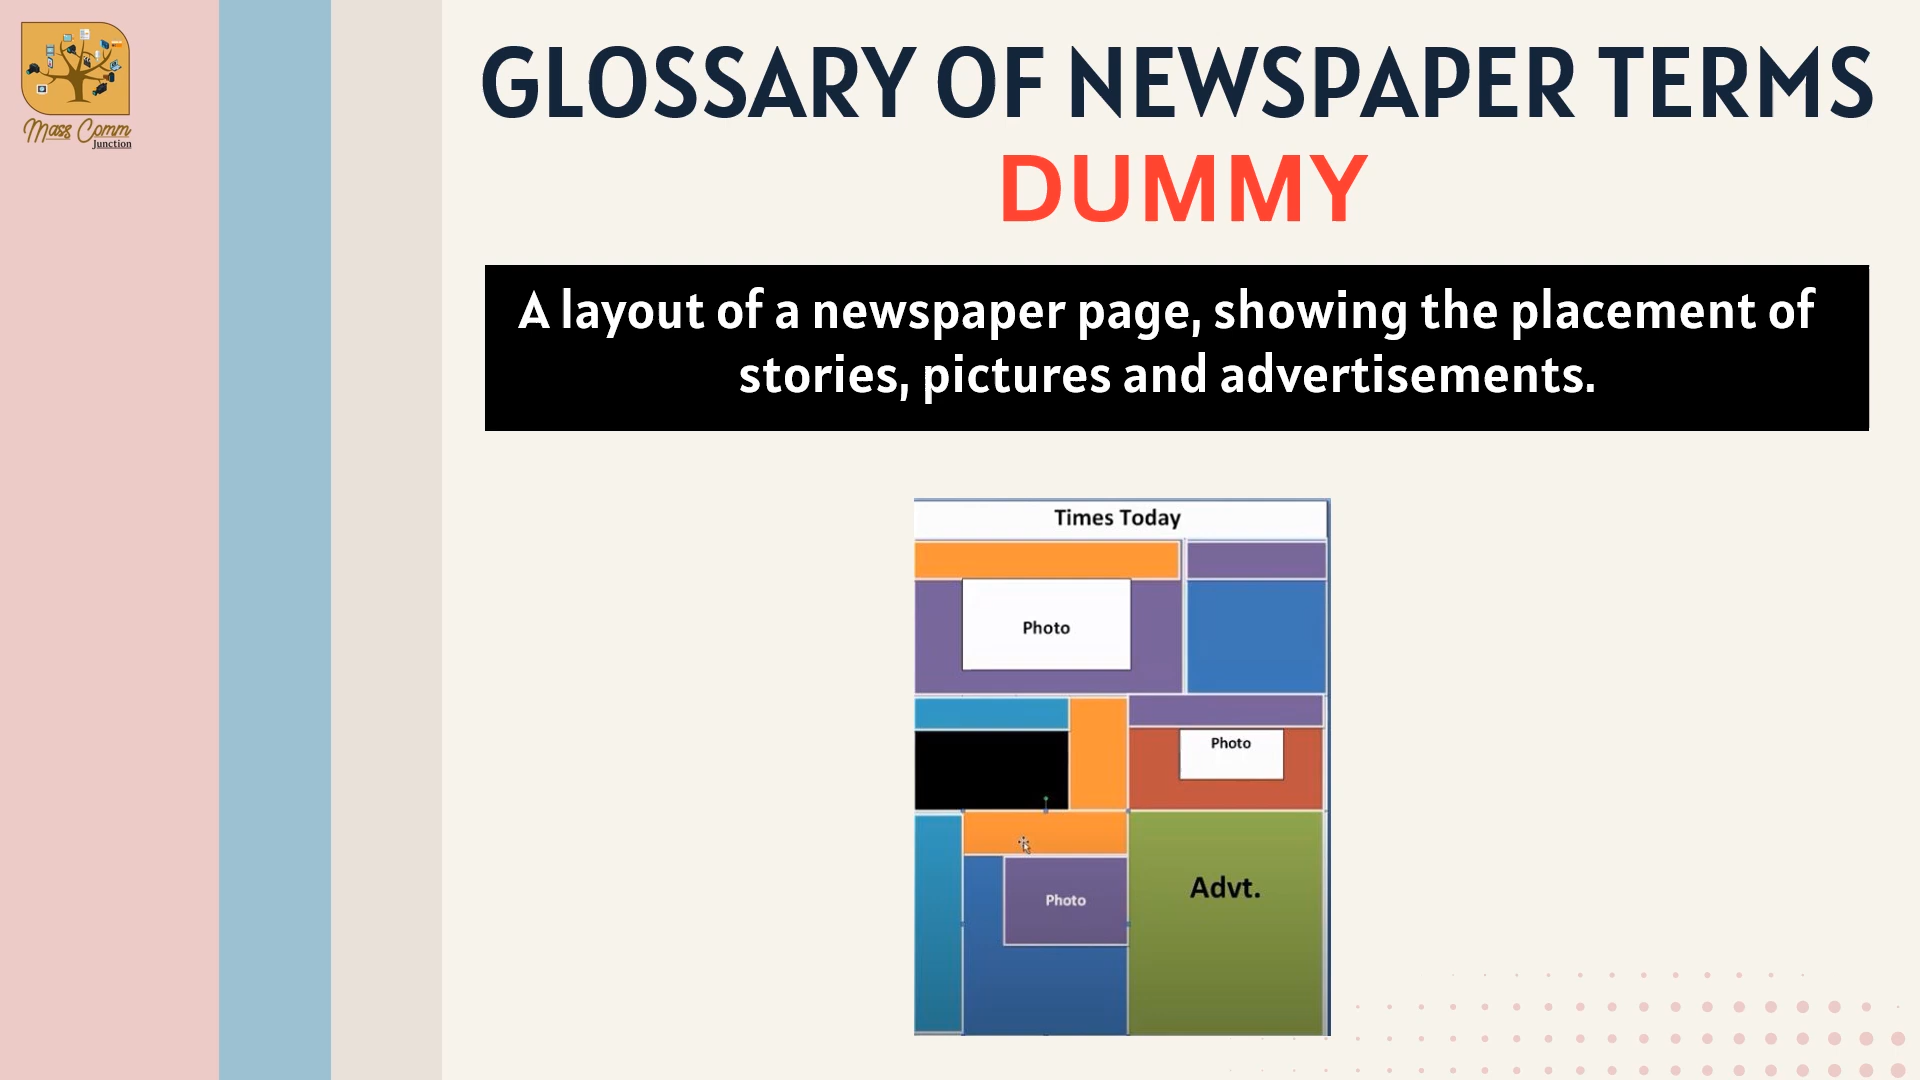 Mass Comm
Junction
GLOSSARY OF NEWSPAPER TERMS
DUMMY
A layout of a newspaper page, showing the placement of
stories, pictures and advertisements.
Times Today
Photo
Photo
Photo
Advt.